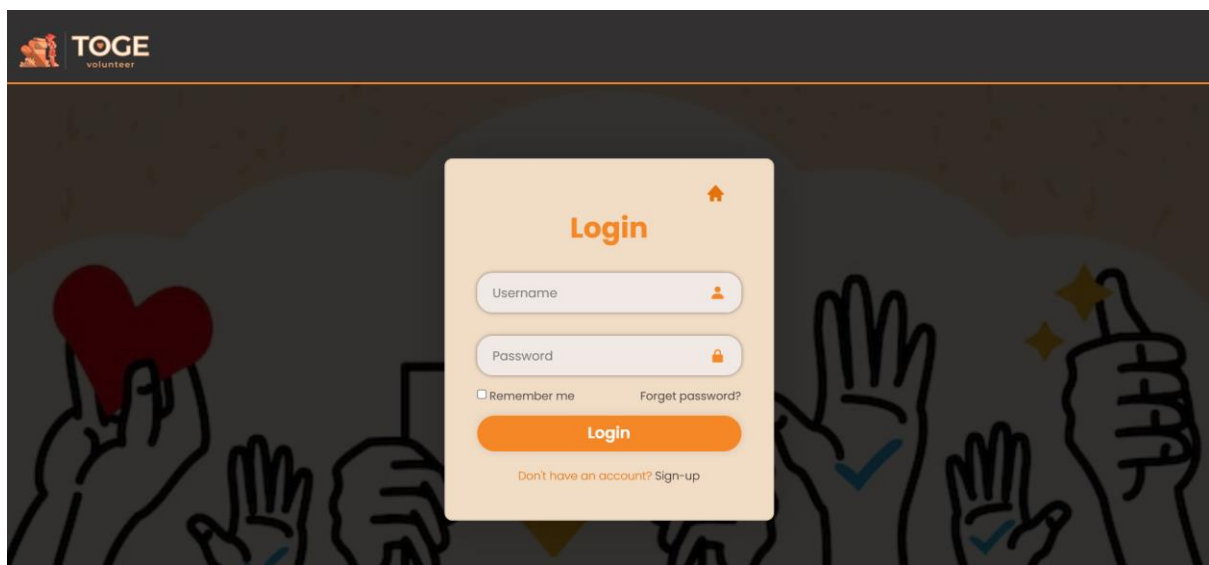 TOGE
volunteer
Login
Username
Password
Remember me Forget password?
Login
Don't have an account? Sign-up